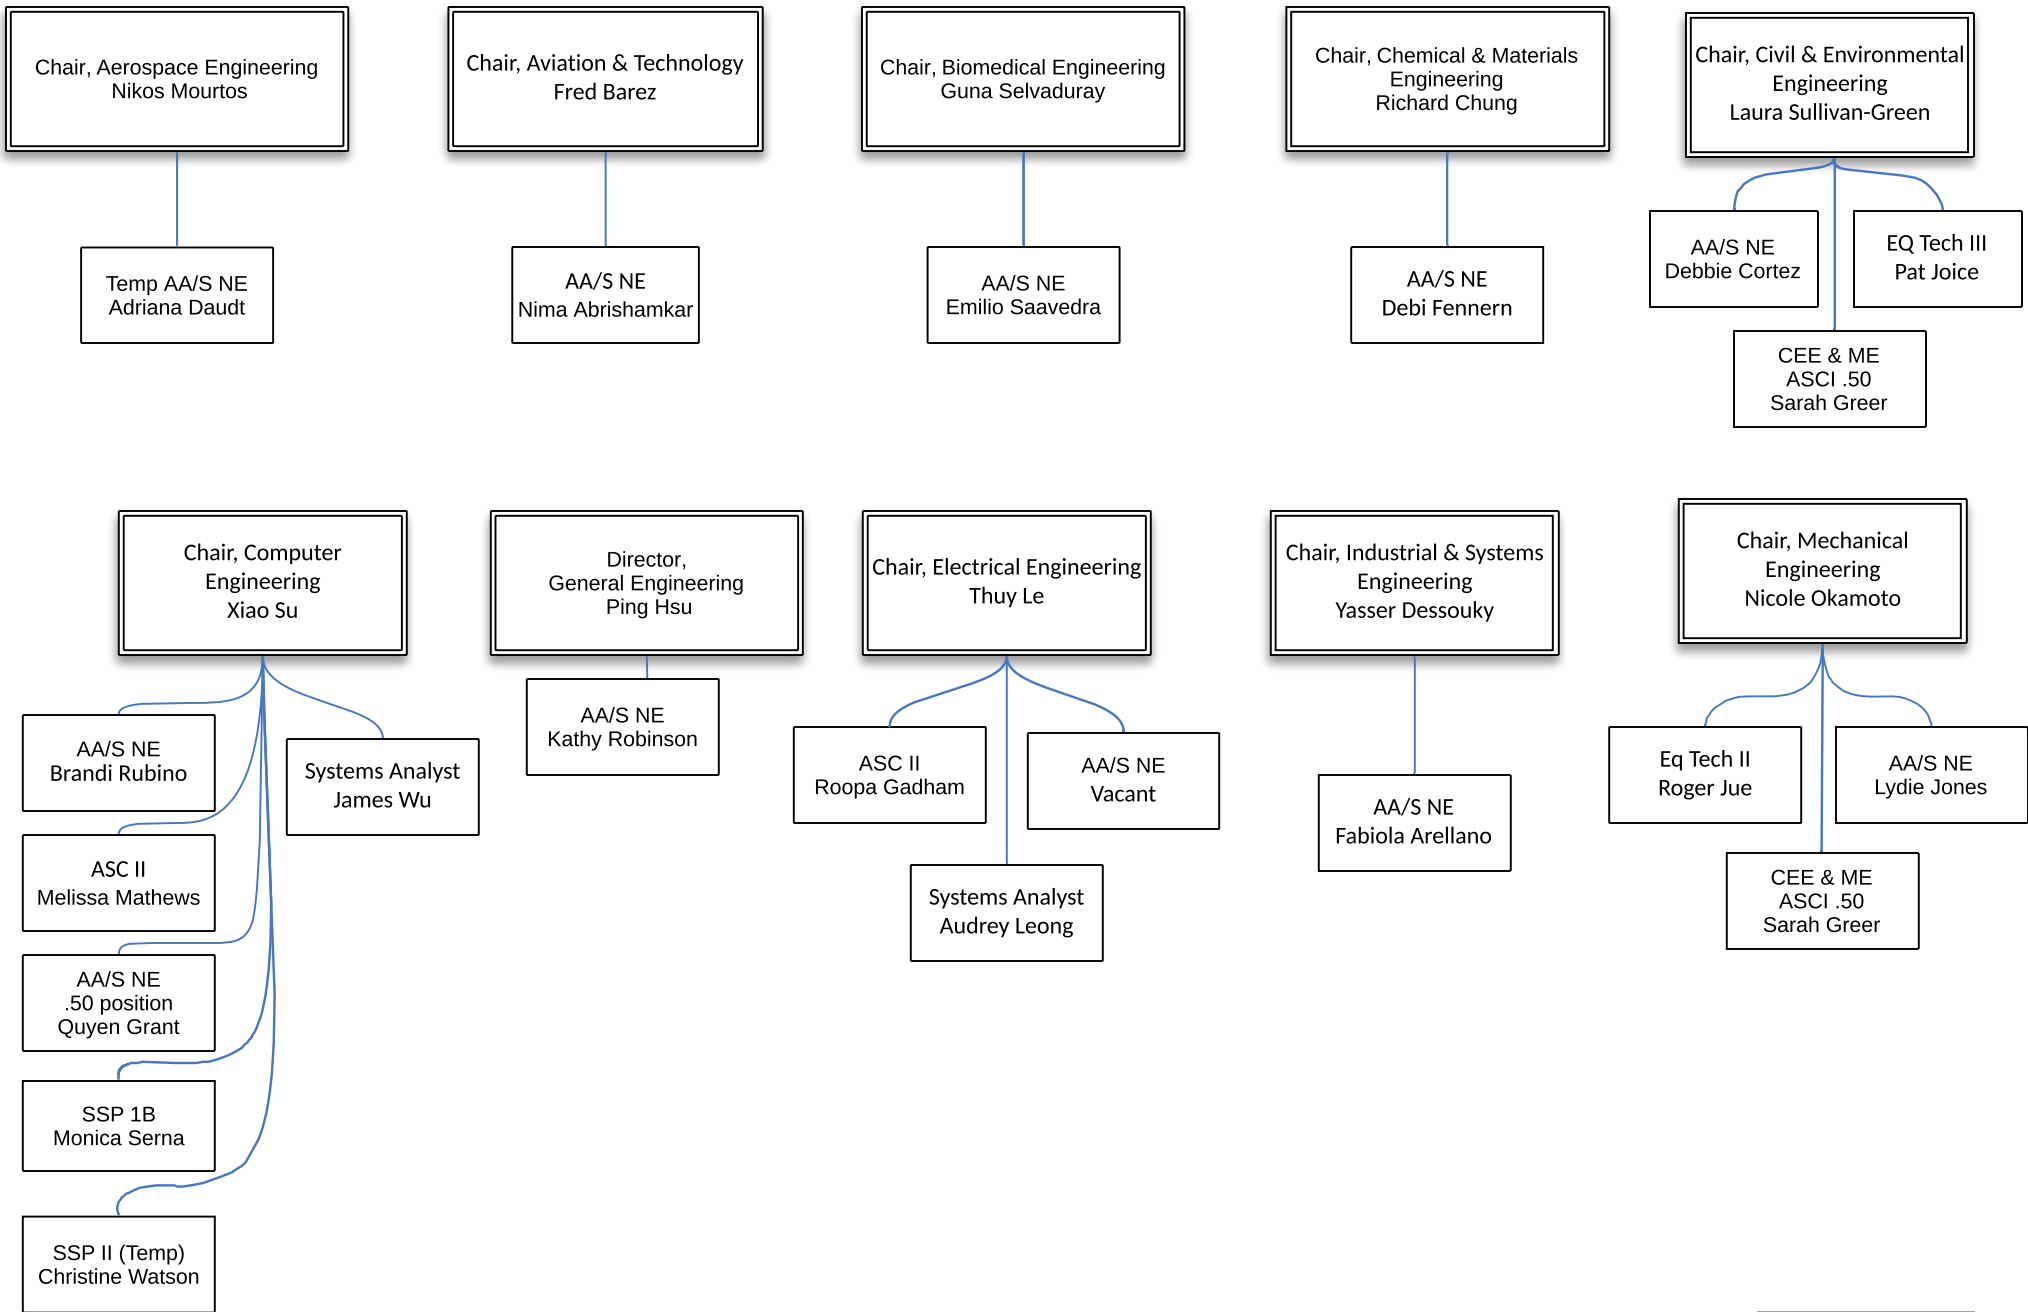 Chair, Aerospace Engineering
Nikos Mourtos
Chair, Aviation & Technology
Fred Barez
Chair, Biomedical Engineering
Guna Selvaduray
Chair, Chemical & Materials
Engineering
Richard Chung
Chair, Civil & Environmental
Engineering
Laura Sullivan-Green
Temp AA/S NE
Adriana Daudt
AA/S NE
Nima Abrishamkar
AA/S NE
Emilio Saavedra
AA/S NE
Debi Fennern
AA/S NE
Debbie Cortez
EQ Tech III
Pat Joice
CEE & ME
ASCI .50
Sarah Greer
Chair, Computer
Engineering
Xiao Su
Director,
General Engineering
Ping Hsu
Chair, Electrical Engineering
Thuy Le
Chair, Industrial & Systems
Engineering
Yasser Dessouky
Chair, Mechanical
Engineering
Nicole Okamoto
AA/S NE
Brandi Rubino
Systems Analyst
James Wu
ASC II
Melissa Mathews
AA/S NE
.50 position
Quyen Grant
SSP 1B
Monica Serna
SSP II (Temp)
Christine Watson
AA/S NE
Kathy Robinson
ASC II
Roopa Gadham
AA/S NE
Vacant
Systems Analyst
Audrey Leong
AA/S NE
Fabiola Arellano
Eq Tech II
Roger Jue
AA/S NE
Lydie Jones
CEE & ME
ASCI .50
Sarah Greer